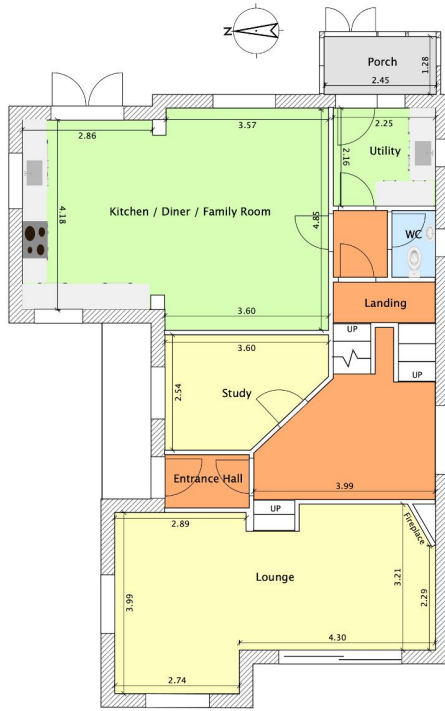 N
Porch
1.28
2.45
2.86
3.57
2.25
Utility
2.16
4.18
Kitchen / Diner / Family Room
4.85
WC
Landing
3.60
UP
3.60
UP
Study
2.54
Entrance Hall
3.99
2.89
UP
Fireplace
Lounge
3.99
3.21
2.29
4.30
2.74